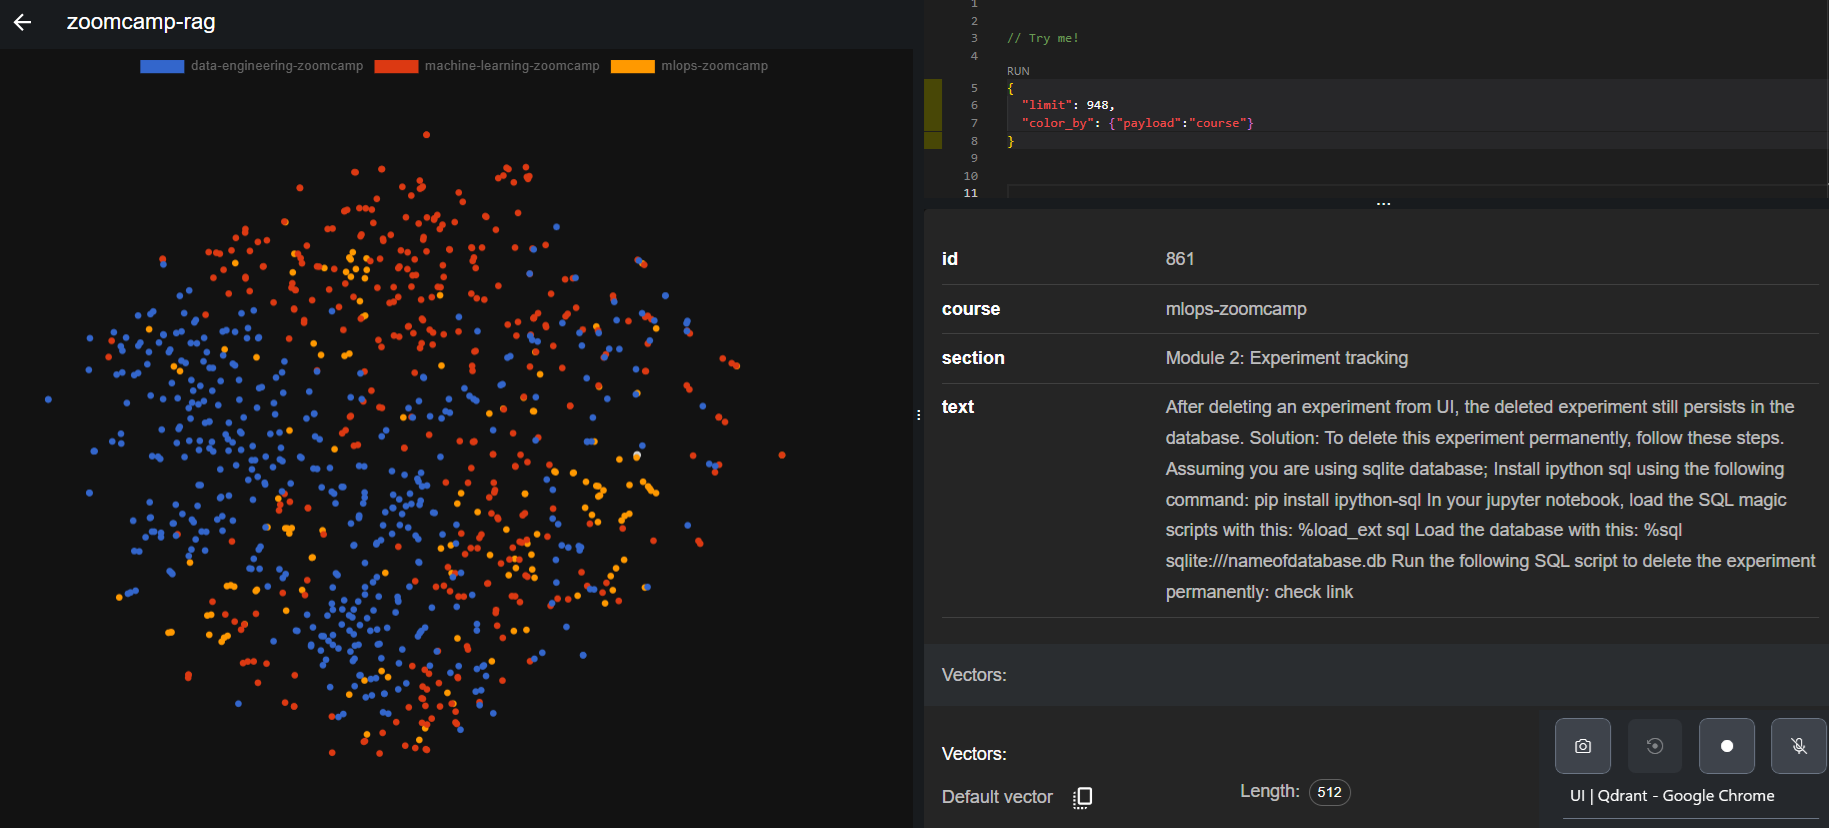 zoomcamp-rag
data-engineering-zoomcamp machine-learning-zoomcamp mlops-zoomcamp
1
2
3 // Try me!
4
RUN
5 {
6 "limit": 948,
7 "color_by": {"payload":"course"}
8 }
9
10
11
id 861
course mlops-zoomcamp
section Module 2: Experiment tracking
text After deleting an experiment from UI, the deleted experiment still persists in the
database. Solution: To delete this experiment permanently, follow these steps.
Assuming you are using sqlite database; Install ipython sql using the following
command: pip install ipython-sql In your jupyter notebook, load the SQL magic
scripts with this: %load_ext sql Load the database with this: %sql
sqlite:///nameofdatabase.db Run the following SQL script to delete the experiment
permanently: check link
Vectors:
Vectors:
Default vector Length: 512
UI | Qdrant - Google Chrome